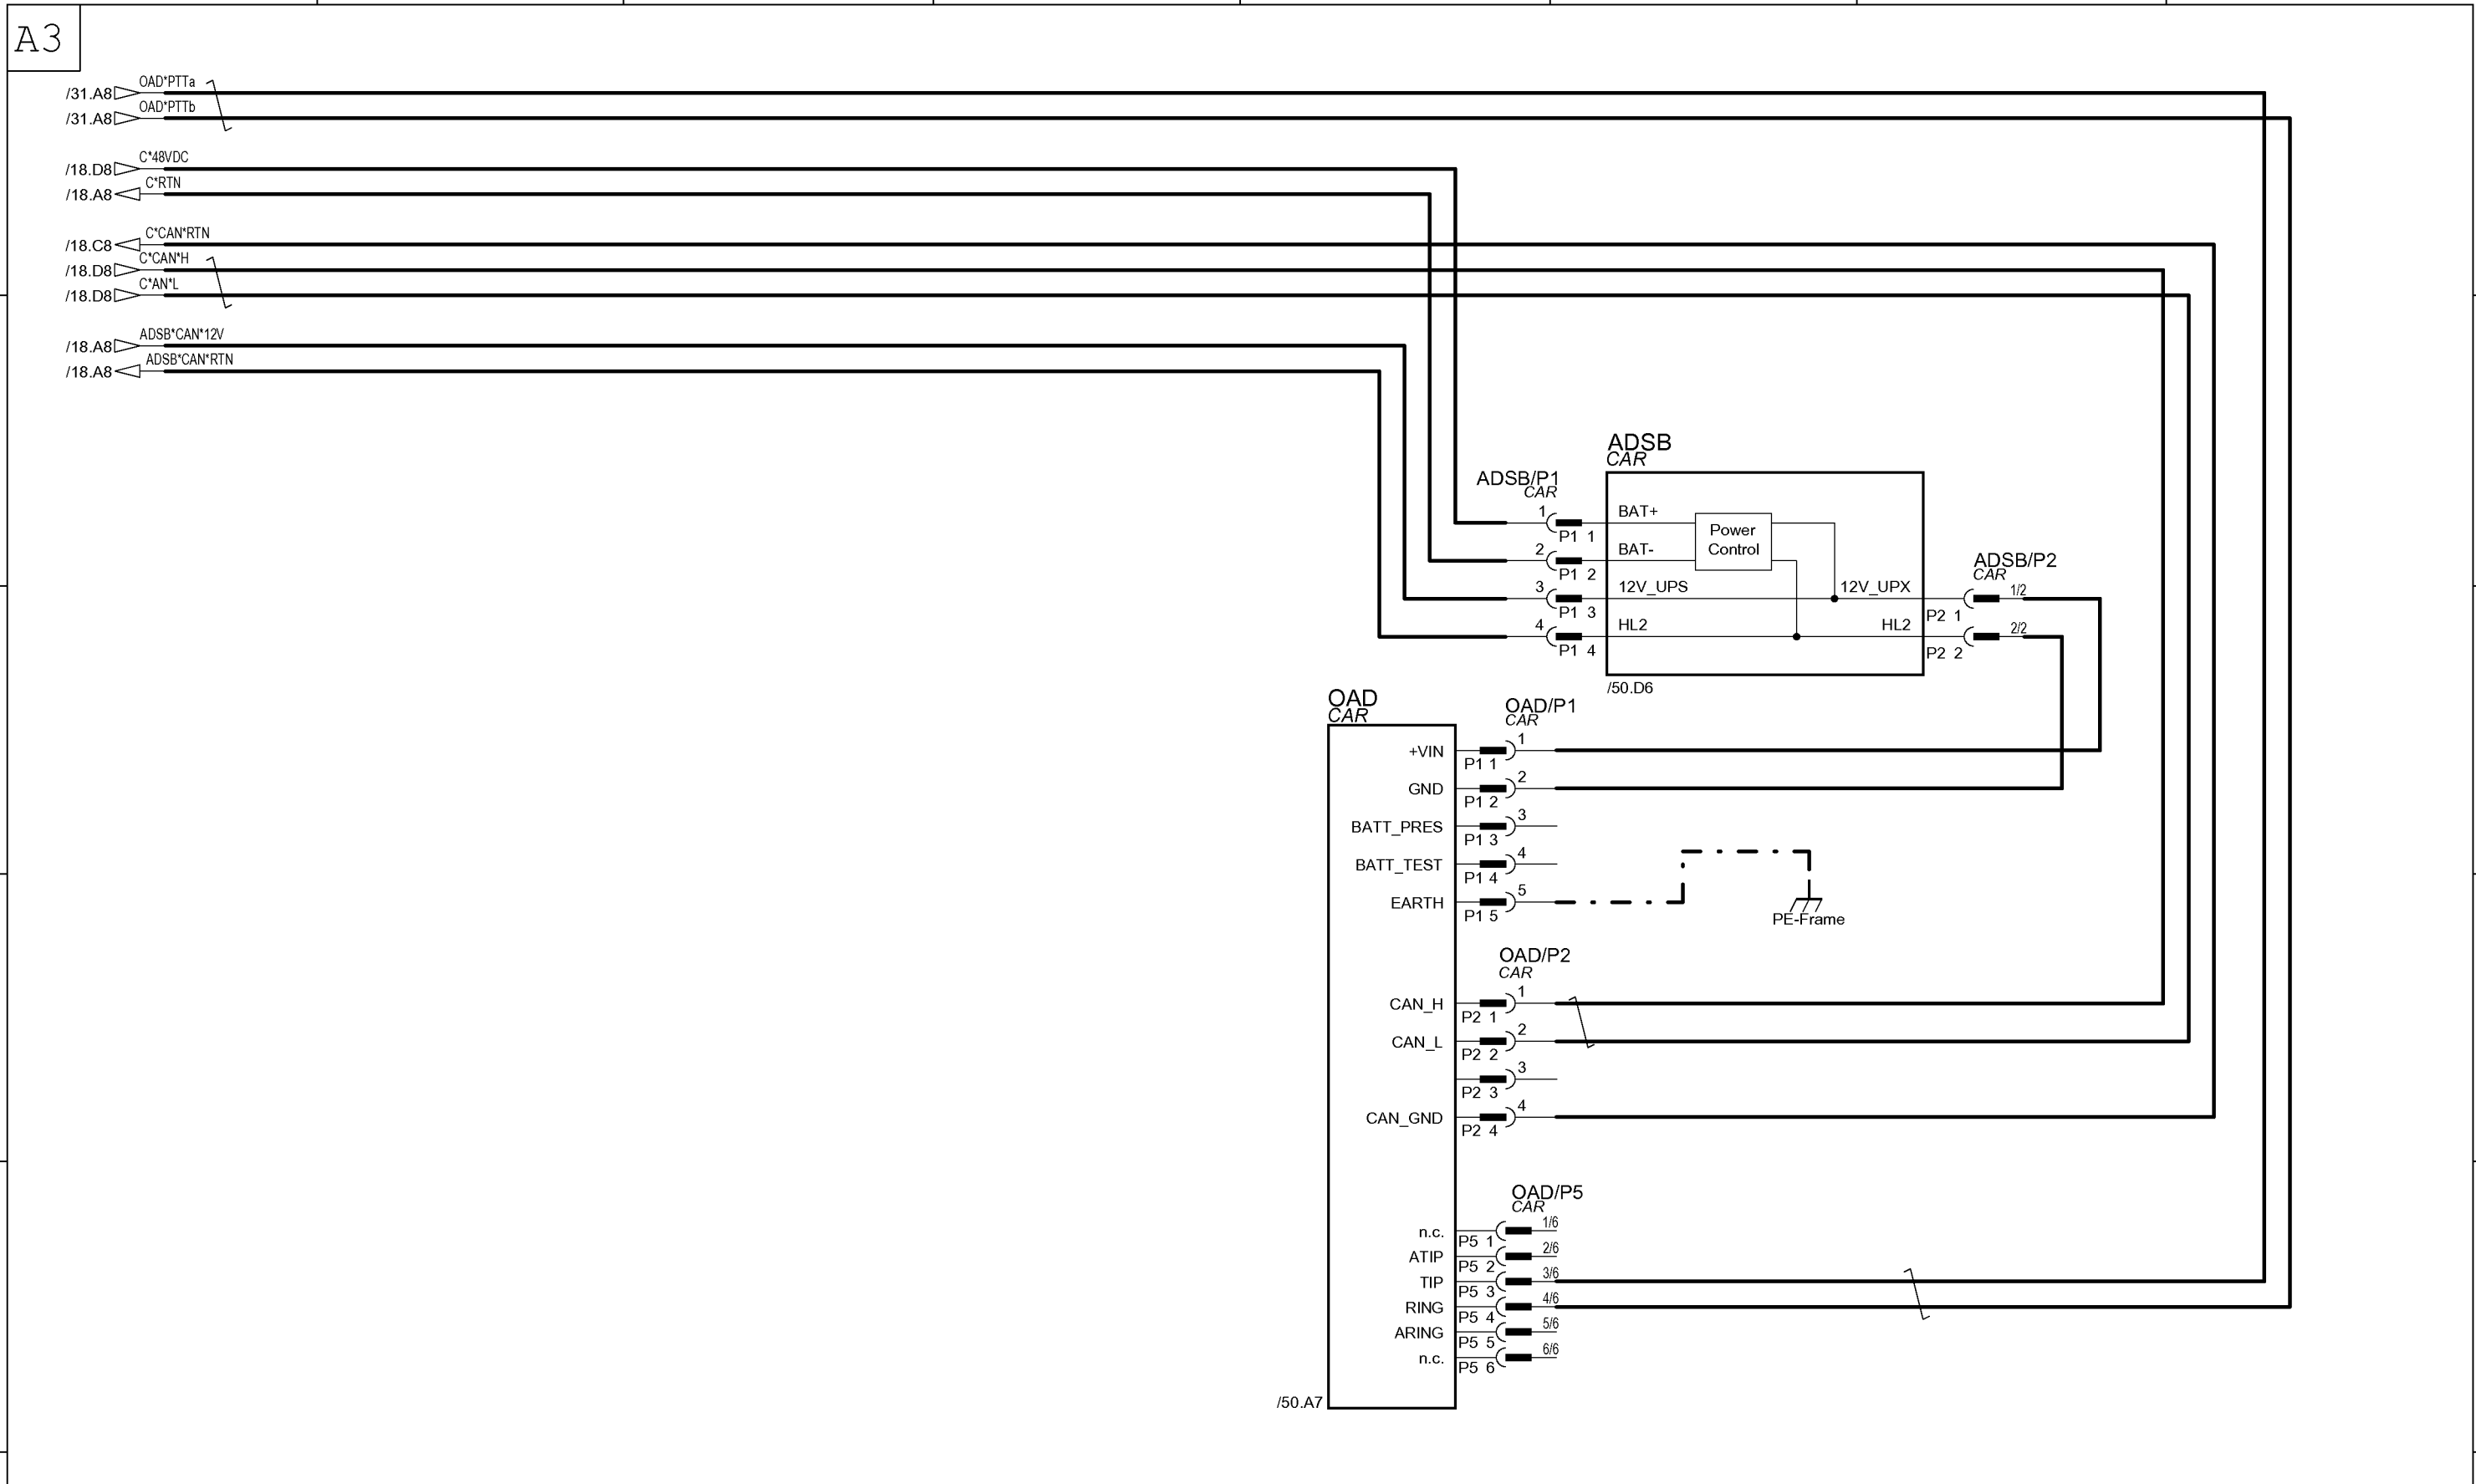 A3
OAD*PTTa
/31.A8
OAD*PTTb
/31.A8
C*48VDC
/18.D8
C*RTN
/18.A8
C*CAN*RTN
/18.C8
C*CAN*H
/18.D8
C*AN*L
/18.D8
ADSB*CAN*12V
/18.A8
ADSB*CAN*RTN
/18.A8
ADSB
CAR
ADSB/P1
CAR
1
P1 1
BAT+
Power
Control
2
P1 2
BAT-
3
P1 3
12V_UPS
12V_UPX
4
P1 4
HL2
HL2
ADSB/P2
CAR
1/2
P2 1
2/2
P2 2
/50.D6
OAD
CAR
OAD/P1
CAR
+VIN
1
P1 1
GND
2
P1 2
BATT_PRES
3
P1 3
BATT_TEST
4
P1 4
EARTH
5
P1 5
PE-Frame
OAD/P2
CAR
CAN_H
1
P2 1
CAN_L
2
P2 2
3
P2 3
CAN_GND
4
P2 4
OAD/P5
CAR
n.c.
1/6
P5 1
ATIP
2/6
P5 2
TIP
3/6
P5 3
RING
4/6
P5 4
ARING
5/6
P5 5
n.c.
6/6
P5 6
/50.A7